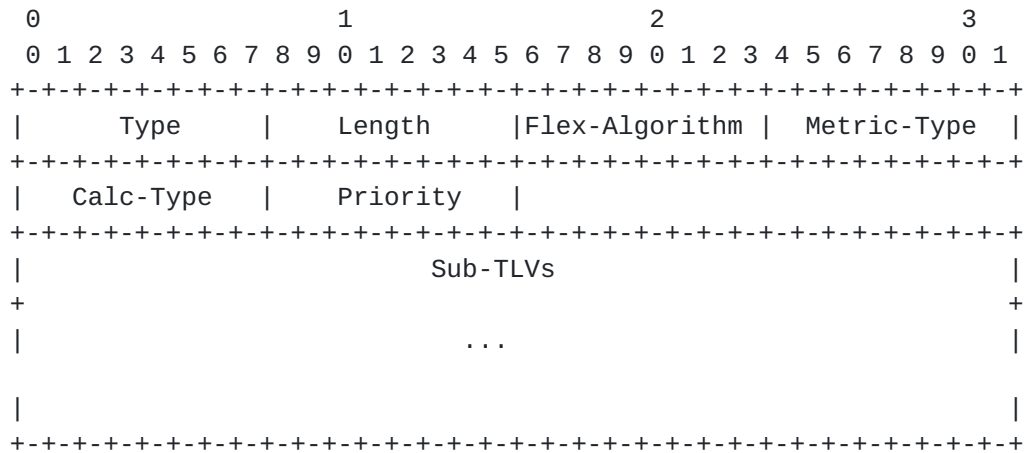 0                   1                   2                   3
 0 1 2 3 4 5 6 7 8 9 0 1 2 3 4 5 6 7 8 9 0 1 2 3 4 5 6 7 8 9 0 1
+-+-+-+-+-+-+-+-+-+-+-+-+-+-+-+-+-+-+-+-+-+-+-+-+-+-+-+-+-+-+-+-+
|      Type     |    Length     |Flex-Algorithm |  Metric-Type  |
+-+-+-+-+-+-+-+-+-+-+-+-+-+-+-+-+-+-+-+-+-+-+-+-+-+-+-+-+-+-+-+-+
|   Calc-Type   |    Priority   |
+-+-+-+-+-+-+-+-+-+-+-+-+-+-+-+-+-+-+-+-+-+-+-+-+-+-+-+-+-+-+-+-+
|                          Sub-TLVs                             |
+                                                               +
|                            ...                                |
|                                                               |
+-+-+-+-+-+-+-+-+-+-+-+-+-+-+-+-+-+-+-+-+-+-+-+-+-+-+-+-+-+-+-+-+